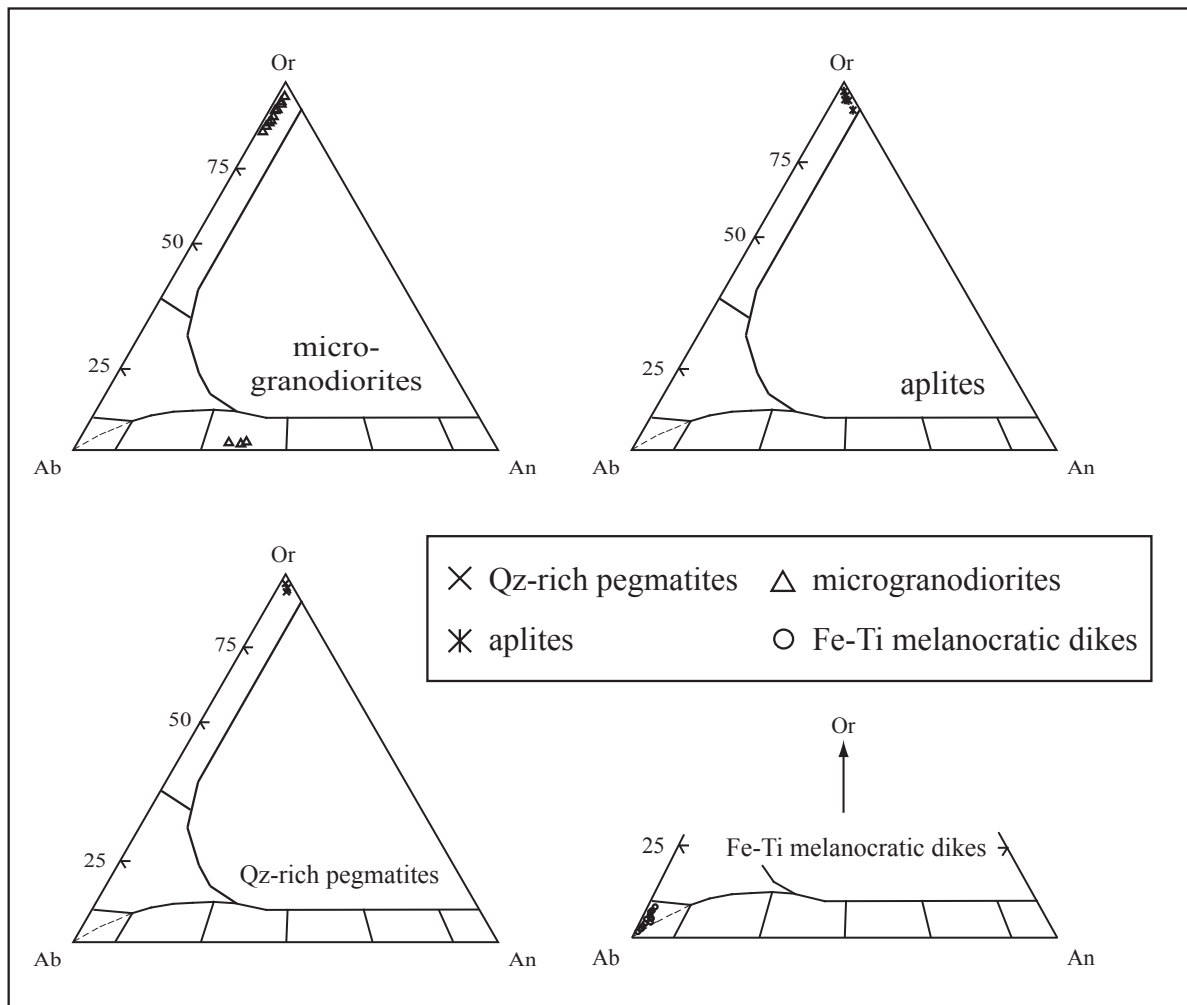 Or
75
50
25
micro-
granodiorites
Ab
An
Or
75
50
25
aplites
Ab
An
Or
75
50
25
Qz-rich pegmatites
Ab
An
Qz-rich pegmatites
microgranodiorites
aplites
Fe-Ti melanocratic dikes
Or
25
Fe-Ti melanocratic dikes
Ab
An